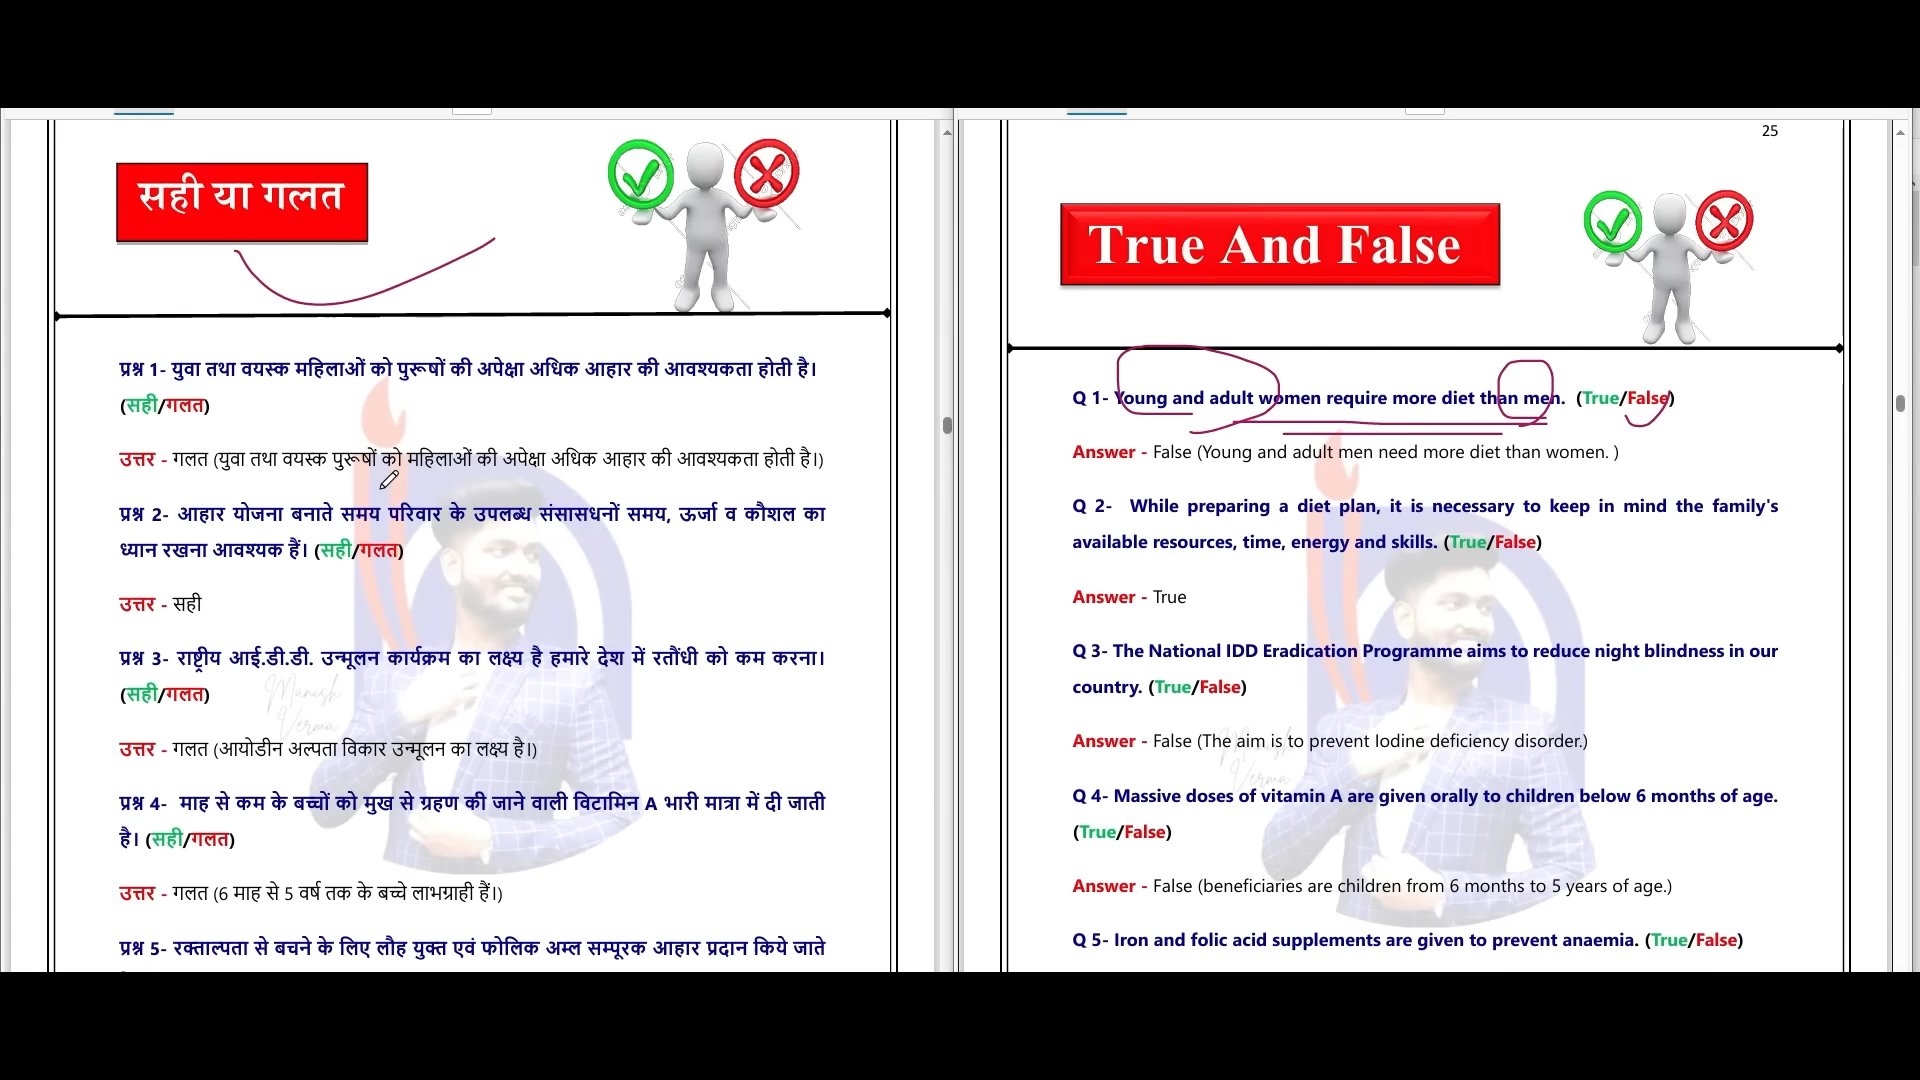 सही या गलत
प्रश्न 1- युवा तथा वयस्क महिलाओं को पुरूषों की अपेक्षा अधिक आहार की आवश्यकता होती है।
(सही/गलत)
उत्तर - गलत (युवा तथा वयस्क पुरूषों को महिलाओं की अपेक्षा अधिक आहार की आवश्यकता होती है।)
प्रश्न 2- आहार योजना बनाते समय परिवार के उपलब्ध संसासधनों समय, ऊर्जा व कौशल का
ध्यान रखना आवश्यक हैं। (सही/गलत)
उत्तर - सही
प्रश्न 3- राष्ट्रीय आई.डी.डी. उन्मूलन कार्यक्रम का लक्ष्य है हमारे देश में रतौंधी को कम करना।
(सही/गलत)
उत्तर - गलत (आयोडीन अल्पता विकार उन्मूलन का लक्ष्य है।)
प्रश्न 4- माह से कम के बच्चों को मुख से ग्रहण की जाने वाली विटामिन A भारी मात्रा में दी जाती
है। (सही/गलत)
उत्तर - गलत (6 माह से 5 वर्ष तक के बच्चे लाभग्राही हैं।)
प्रश्न 5- रक्ताल्पता से बचने के लिए लौह युक्त एवं फोलिक अम्ल सम्पूरक आहार प्रदान किये जाते
Manish
Verma
25
True And False
Q 1- Young and adult women require more diet than men. (True/False)
Answer - False (Young and adult men need more diet than women. )
Q 2- While preparing a diet plan, it is necessary to keep in mind the family's
available resources, time, energy and skills. (True/False)
Answer - True
Q 3- The National IDD Eradication Programme aims to reduce night blindness in our
country. (True/False)
Answer - False (The aim is to prevent Iodine deficiency disorder.)
Q 4- Massive doses of vitamin A are given orally to children below 6 months of age.
(True/False)
Answer - False (beneficiaries are children from 6 months to 5 years of age.)
Q 5- Iron and folic acid supplements are given to prevent anaemia. (True/False)
Manish
Verma